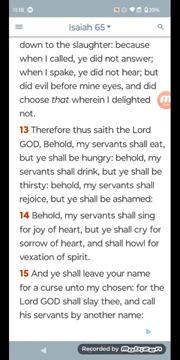 11:18 89%
Isaiah 65
down to the slaughter: because
when I called, ye did not answer;
when I spake, ye did not hear; but
did evil before mine eyes, and did
choose that wherein I delighted
not.
13 Therefore thus saith the Lord
GOD, Behold, my servants shall eat,
but ye shall be hungry: behold, my
servants shall drink, but ye shall be
thirsty: behold, my servants shall
rejoice, but ye shall be ashamed:
14 Behold, my servants shall sing
for joy of heart, but ye shall cry for
sorrow of heart, and shall howl for
vexation of spirit.
15 And ye shall leave your name
for a curse unto my chosen: for the
Lord GOD shall slay thee, and call
his servants by another name:
Recorded by
Mobizen